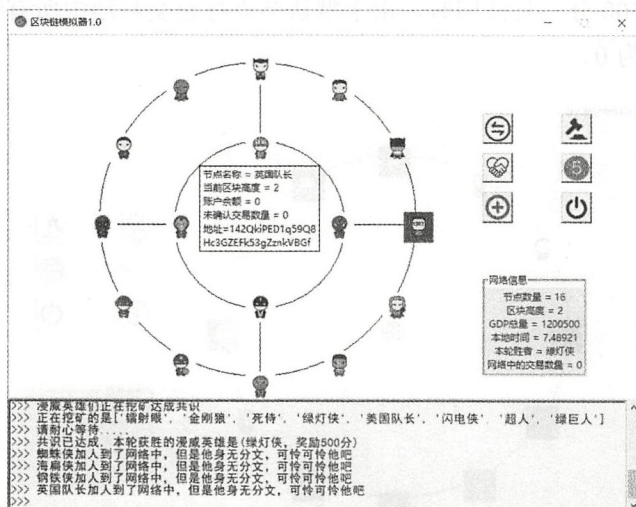 区块链模拟器1.0
节点名称 = 英国队长
当前区块高度 = 2
账户余额 = 0
未确认交易数量 = 0
地址=142QkiPED1q59Q8
Hc3GZEFk53gZznkVBGf
网络信息
节点数量 = 16
区块高度 = 2
GDP总量 = 1200500
本地时间 = 7.48921
本轮胜者 = 绿灯侠
网络中的交易数量 = 0
>>> 漫威英雄们正在挖矿达成共识
>>> 正在挖矿的是['镭射眼', '金刚狼', '死侍', '绿灯侠', '美国队长', '闪电侠', '超人', '绿巨人']
>>> 请耐心等待....
>>> 共识已达成, 本轮获胜的漫威英雄是(绿灯侠, 奖励500分)
>>> 蜘蛛侠加人到了网络中, 但是他身无分文, 可怜可怜他吧
>>> 海扁侠加人到了网络中, 但是他身无分文, 可怜可怜他吧
>>> 钢铁侠加人到了网络中, 但是他身无分文, 可怜可怜他吧
>>> 英国队长加人到了网络中, 但是他身无分文, 可怜可怜他吧
>>>